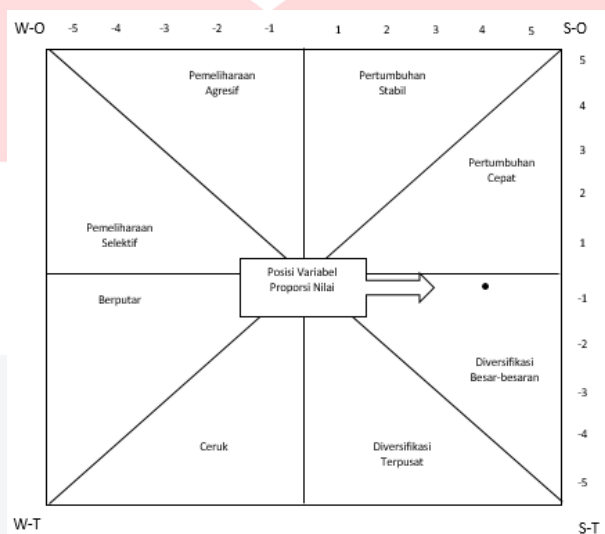 W-O -5 -4 -3 -2 -1 1 2 3 4 5 S-O
5
Pemeliharaan
Agresif
Pertumbuhan
Stabil
4
3
Pertumbuhan
Cepat
2
Pemeliharaan
Selektif
1
Posisi Variabel
Proporsi Nilai
Berputar
-1
-2
Diversifikasi
Besar-besaran
-3
Ceruk
Diversifikasi
Terpusat
-4
-5
W-T
S-T